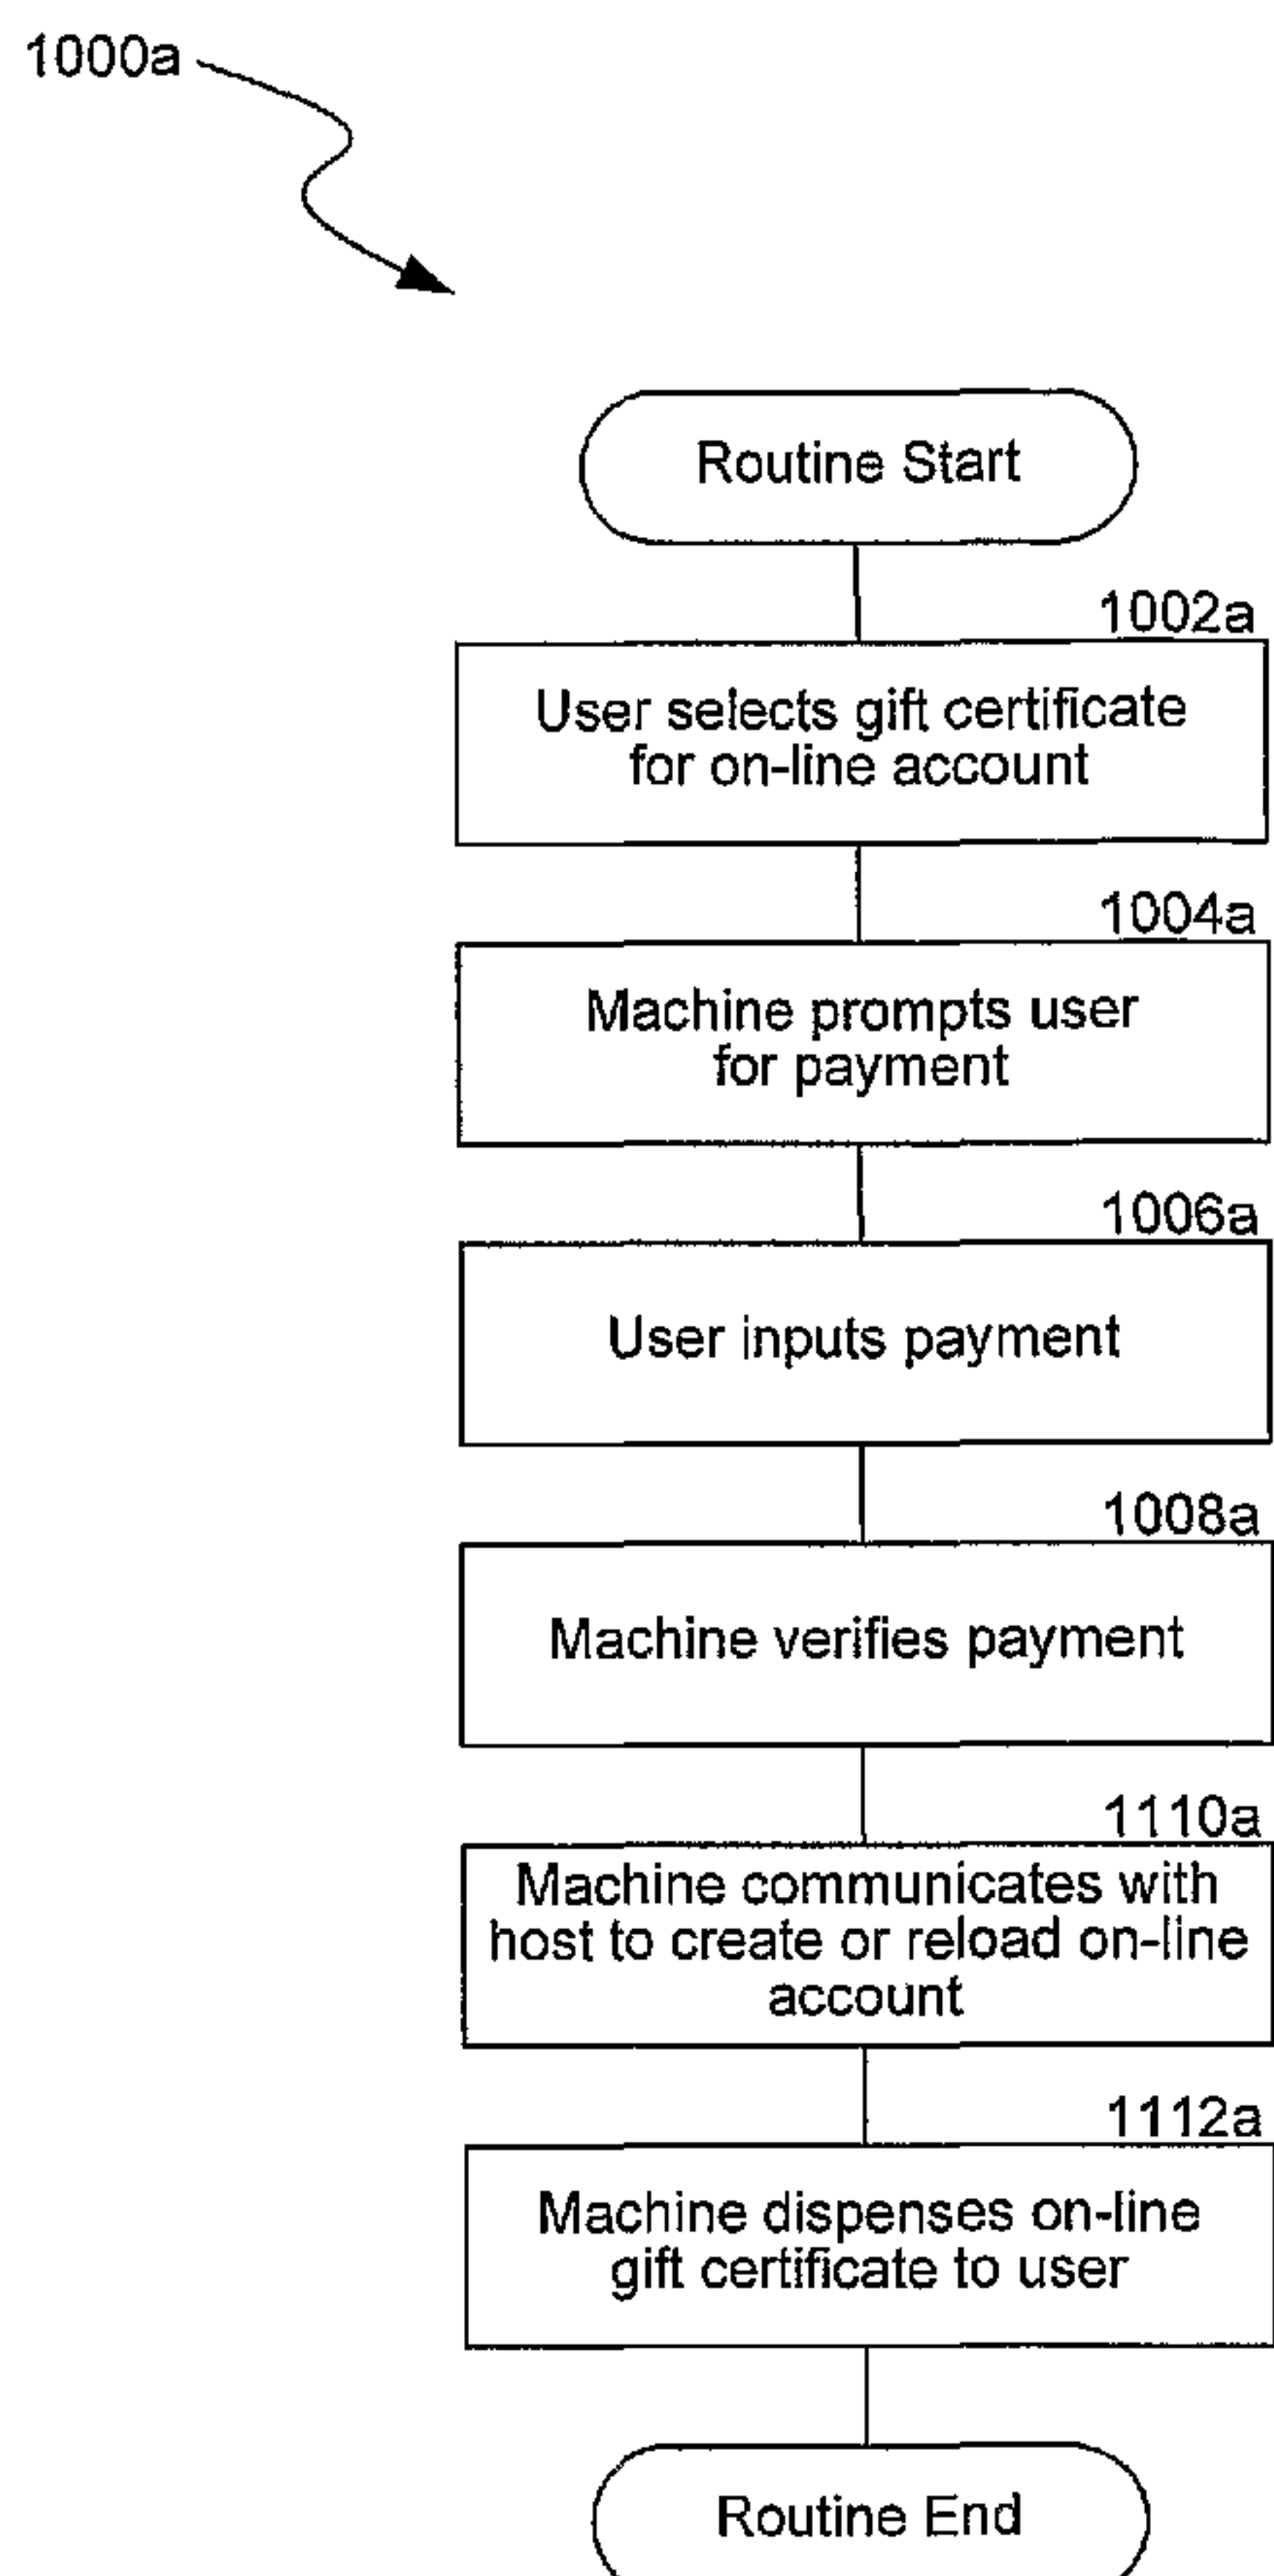 1000a
Routine Start
1002a
User selects gift certificate
for on-line account
1004a
Machine prompts user
for payment
1006a
User inputs payment
1008a
Machine verifies payment
1110a
Machine communicates with
host to create or reload on-line
account
1112a
Machine dispenses on-line
gift certificate to user
Routine End